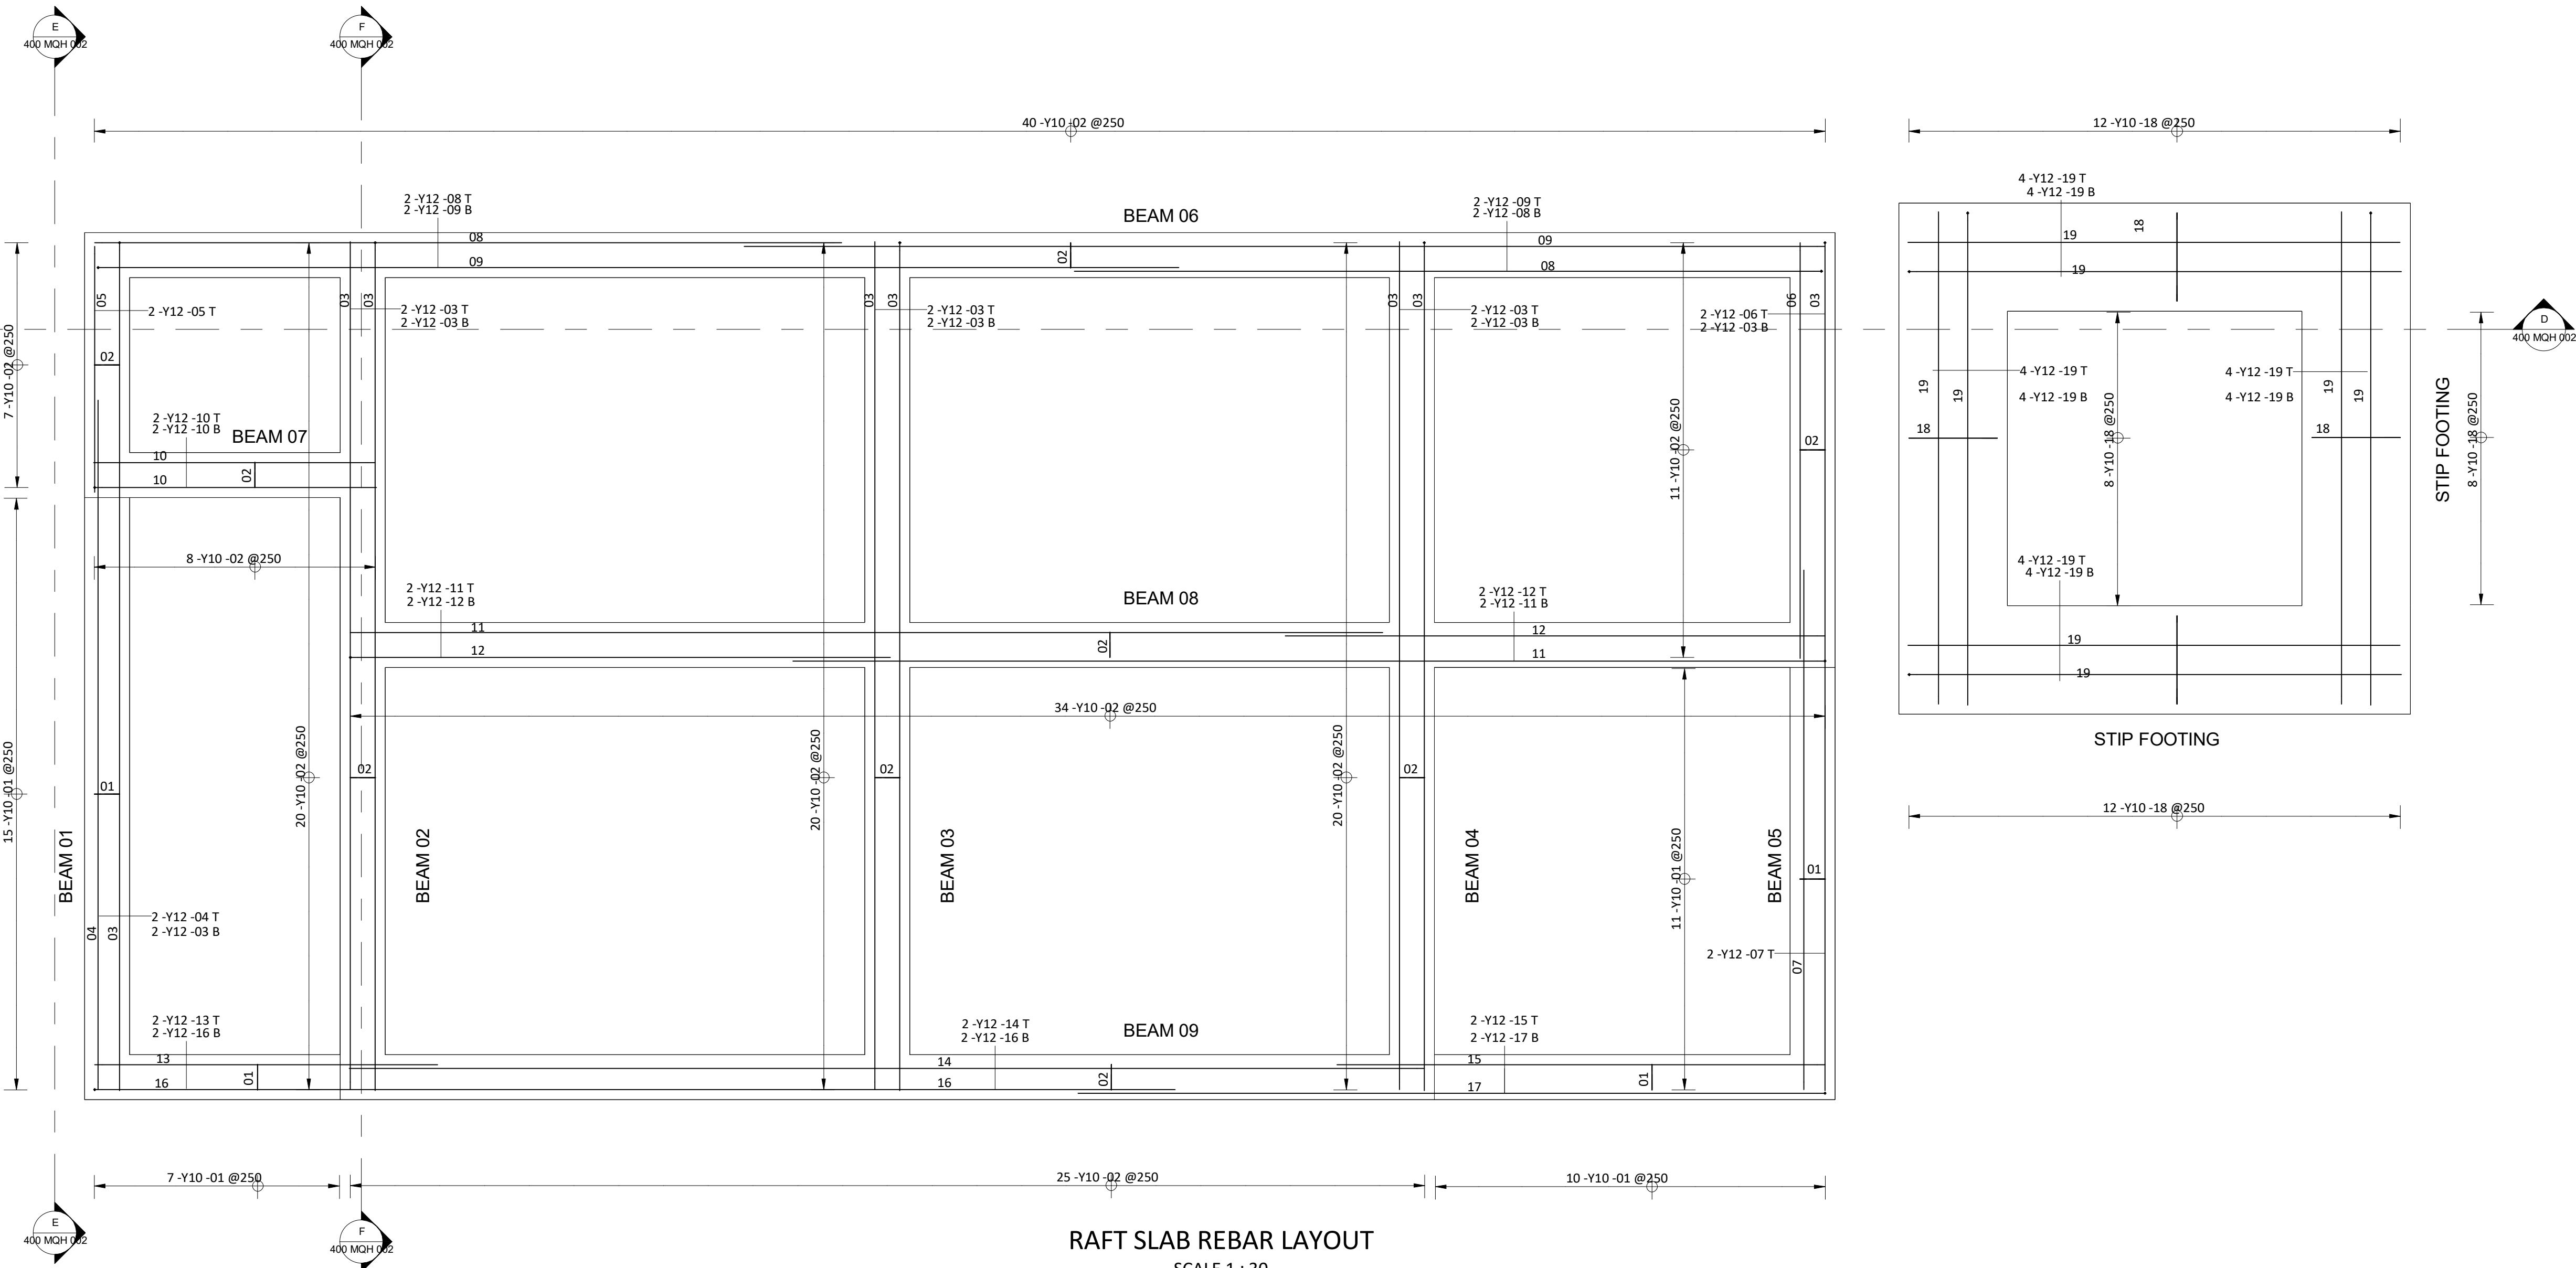 E
400 MQH 002
F
400 MQH 002
40 -Y10 -02 @250
12 -Y10 -18 @250
2 -Y12 -08 T
2 -Y12 -09 B
BEAM 06
2 -Y12 -09 T
2 -Y12 -08 B
4 -Y12 -19 T
4 -Y12 -19 B
08
09
02
09
08
18
19
19
7 -Y10 -02 @250
05
2 -Y12 -05 T
03
03
2 -Y12 -03 T
2 -Y12 -03 B
03
03
2 -Y12 -03 T
2 -Y12 -03 B
03
03
2 -Y12 -03 T
2 -Y12 -03 B
2 -Y12 -06 T
2 -Y12 -03 B
06
03
D
400 MQH 002
02
2 -Y12 -10 T
2 -Y12 -10 B
BEAM 07
10
10
02
11 -Y10 -02 @250
02
19
19
4 -Y12 -19 T
4 -Y12 -19 B
8 -Y10 -18 @250
4 -Y12 -19 T
4 -Y12 -19 B
19
19
18
18
STIP FOOTING
8 -Y10 -18 @250
8 -Y10 -02 @250
2 -Y12 -11 T
2 -Y12 -12 B
BEAM 08
2 -Y12 -12 T
2 -Y12 -11 B
4 -Y12 -19 T
4 -Y12 -19 B
11
12
02
12
11
19
19
34 -Y10 -02 @250
STIP FOOTING
15 -Y10 -01 @250
01
20 -Y10 -02 @250
02
20 -Y10 -02 @250
02
20 -Y10 -02 @250
02
12 -Y10 -18 @250
BEAM 01
BEAM 02
BEAM 03
BEAM 04
11 -Y10 -01 @250
BEAM 05
01
04
03
2 -Y12 -04 T
2 -Y12 -03 B
2 -Y12 -07 T
07
2 -Y12 -13 T
2 -Y12 -16 B
2 -Y12 -14 T
2 -Y12 -16 B
BEAM 09
2 -Y12 -15 T
2 -Y12 -17 B
13
16
01
14
16
02
15
17
01
7 -Y10 -01 @250
25 -Y10 -02 @250
10 -Y10 -01 @250
E
400 MQH 002
F
400 MQH 002
RAFT SLAB REBAR LAYOUT